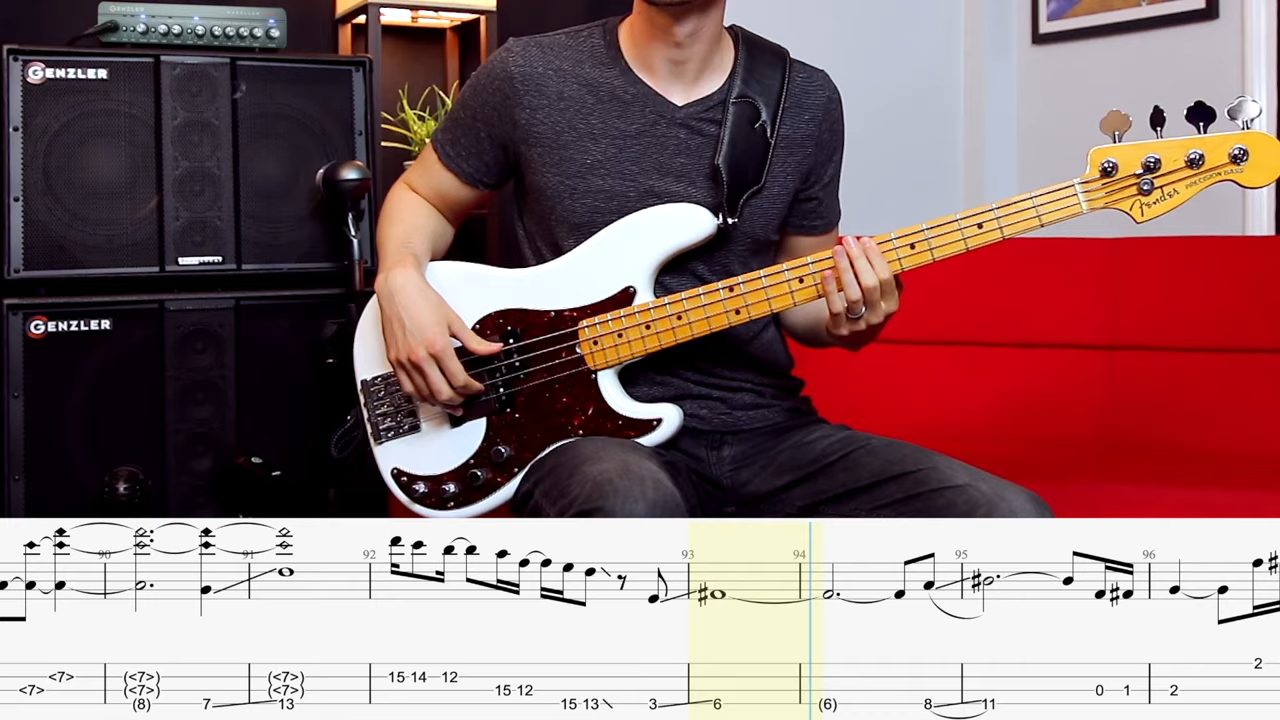 GENZLER
GENZLER
Fender PRECISION BASS
GENZLER
90 91 92 93 94 95 96
<7> (<7>) (<7>) 15 14 12 2
<7> (<7>) (<7>) 15 12 0 1 2
(8) 7 13 15 13 3 6 (6) 8 11